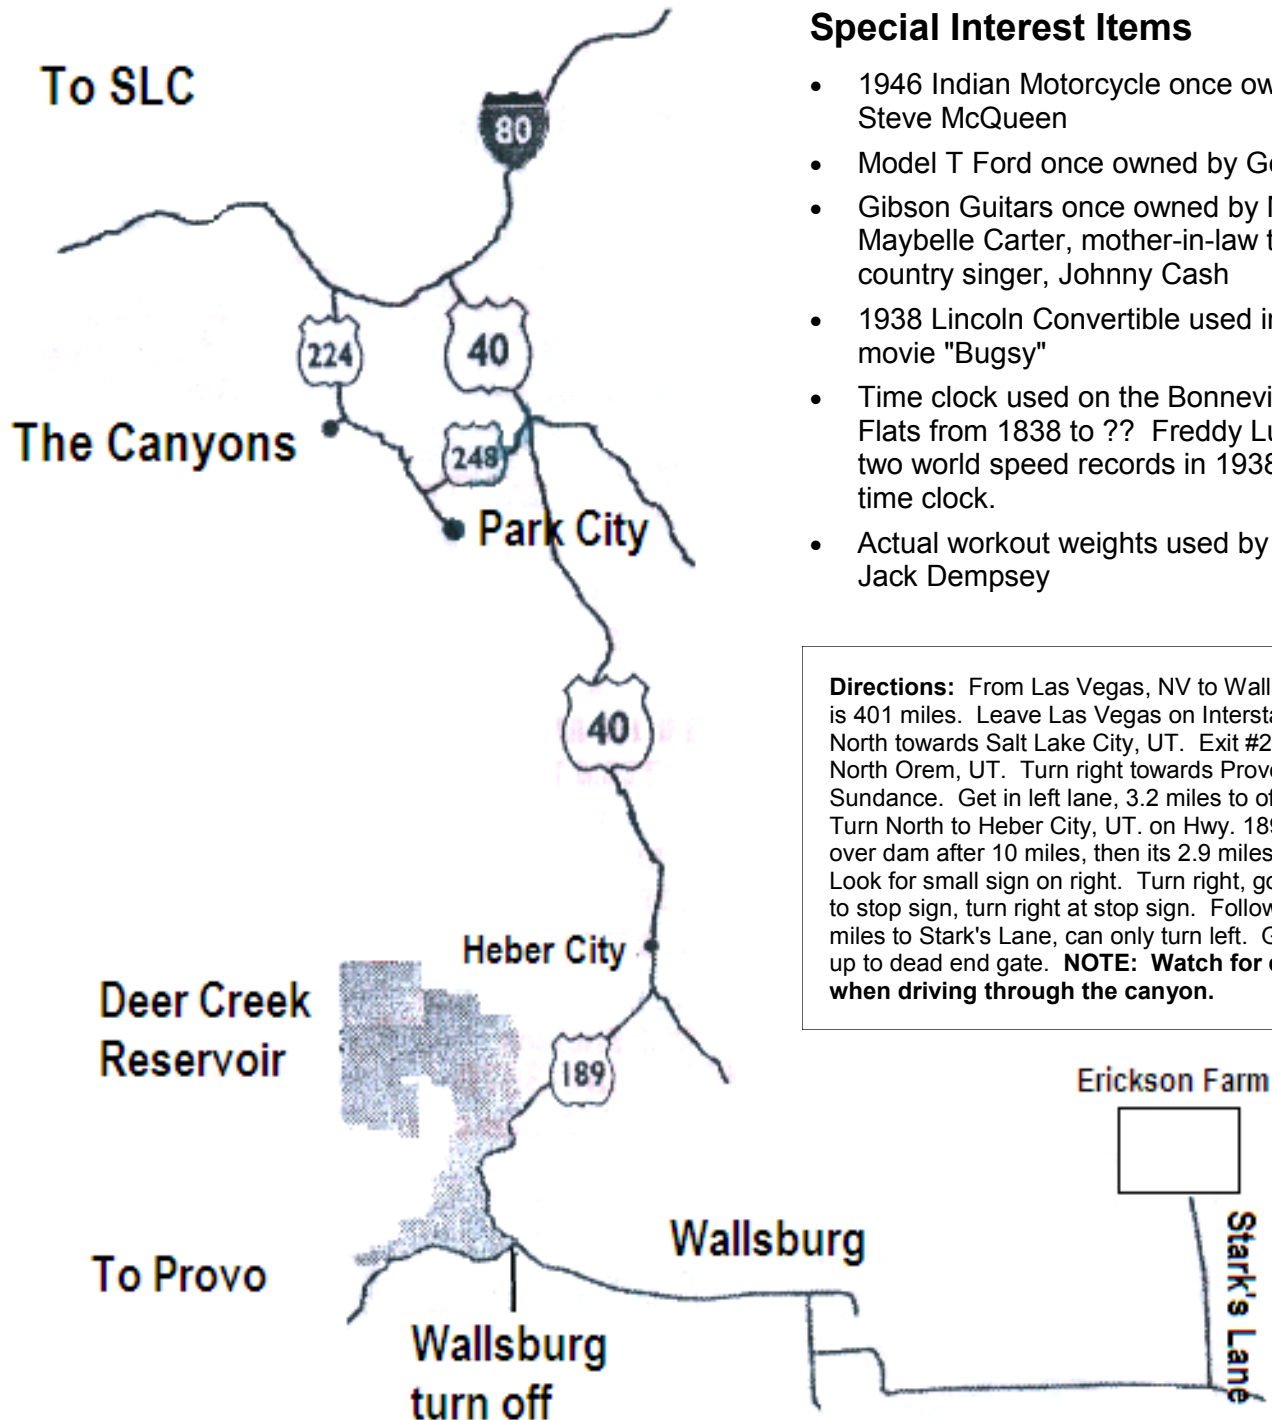 To SLC
80
224
40
The Canyons
248
Park City
40
Heber City
Deer Creek
Reservoir
189
To Provo
Wallsburg
Wallsburg
turn off
Special Interest Items
• 1946 Indian Motorcycle once
Steve McQueen
• Model T Ford once owned by
• Gibson Guitars once owned by
Maybelle Carter, mother-in-law
country singer, Johnny Cash
• 1938 Lincoln Convertible used
movie "Bugsy"
• Time clock used on the
Flats from 1838 to ?? Freddy
two world speed records in 1938
time clock.
• Actual workout weights used by
Jack Dempsey
Directions: From Las Vegas, NV to
is 401 miles. Leave Las Vegas on
North towards Salt Lake City, UT. Exit
North Orem, UT. Turn right towards
Sundance. Get in left lane, 3.2 miles to
Turn North to Heber City, UT. on Hwy. 189
over dam after 10 miles, then its 2.9 miles
Look for small sign on right. Turn right,
to stop sign, turn right at stop sign.
miles to Stark's Lane, can only turn left.
up to dead end gate. NOTE: Watch for
when driving through the canyon.
Erickson Farm
Stark's Lane